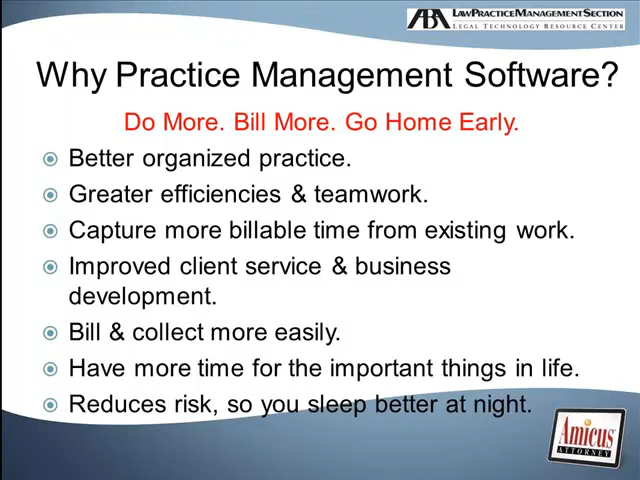 ABA LAWPRACTICEMANAGEMENTSECTION
LEGAL TECHNOLOGY RESOURCE CENTER
Why Practice Management Software?
Do More. Bill More. Go Home Early.
Better organized practice.
Greater efficiencies & teamwork.
Capture more billable time from existing work.
Improved client service & business
development.
Bill & collect more easily.
Have more time for the important things in life.
Reduces risk, so you sleep better at night.
AMICUS
ATTORNEY